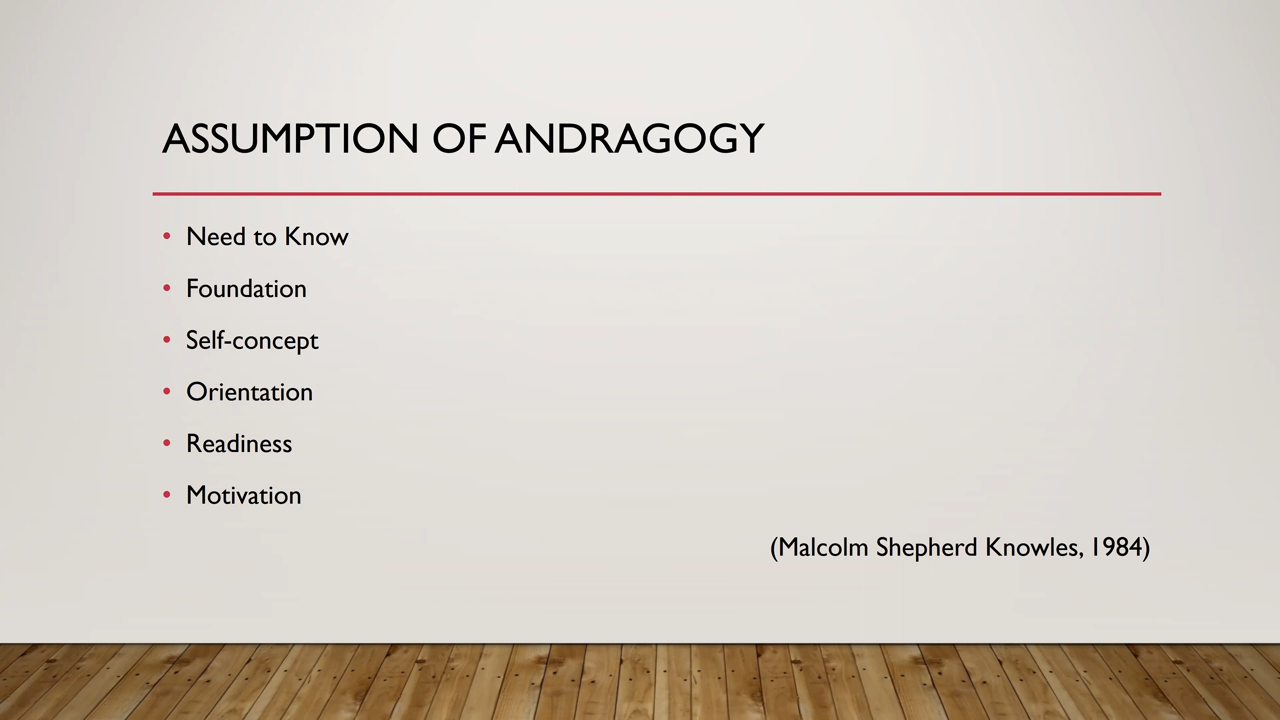 ASSUMPTION OF ANDRAGOGY
• Need to Know
• Foundation
• Self-concept
• Orientation
• Readiness
• Motivation
(Malcolm Shepherd Knowles, 1984)